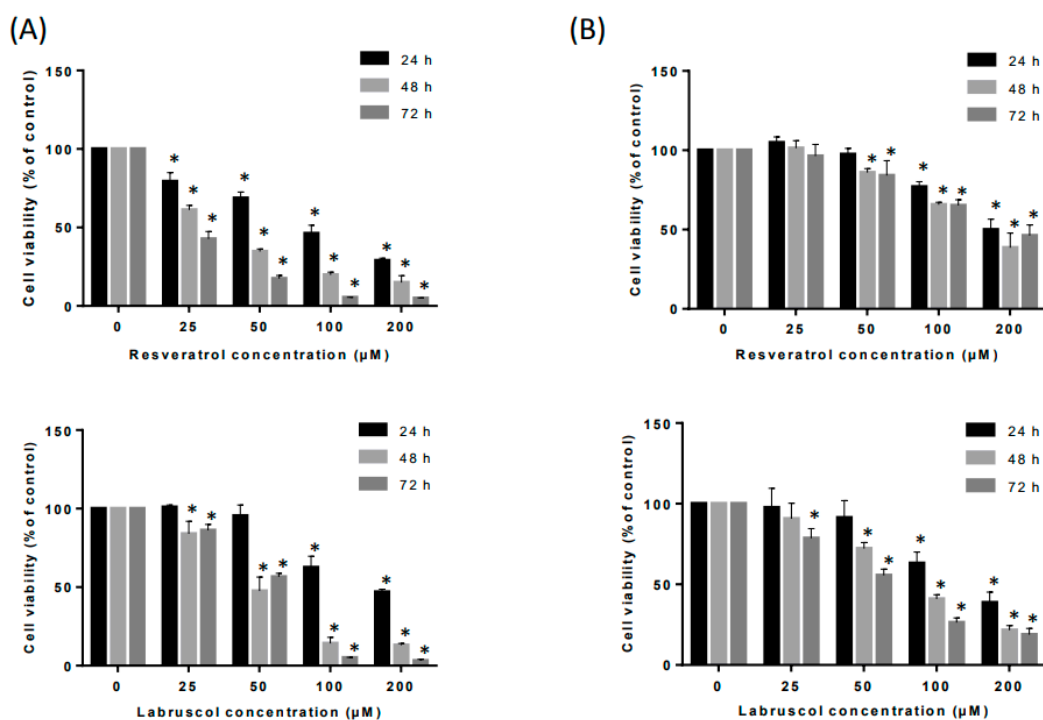 (A)
24 h
48 h
72 h
Cell viability (% of control)
150
100
50
0
* * * * * * * * * * * *
0 25 50 100 200
Resveratrol concentration (µM)
(B)
24 h
48 h
72 h
Cell viability (% of control)
150
100
50
0
* * * * * * * *
0 25 50 100 200
Resveratrol concentration (µM)
24 h
48 h
72 h
Cell viability (% of control)
150
100
50
0
* * * * * * * * * *
0 25 50 100 200
Labruscol concentration (µM)
24 h
48 h
72 h
Cell viability (% of control)
150
100
50
0
* * * * * * * * *
0 25 50 100 200
Labruscol concentration (µM)